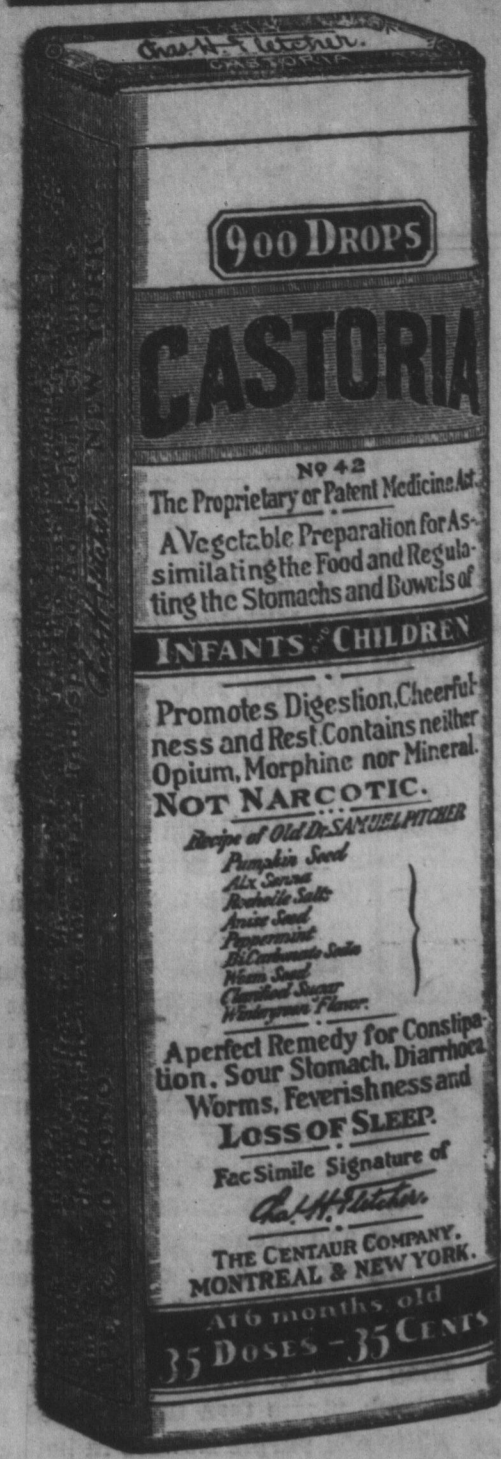 Chas. H. Fletcher.
CASTORIA
900 DROPS
CASTORIA
Nº 42
The Proprietary or Patent Medicine Act.
A Vegetable Preparation for As-
similating the Food and Regula-
ting the Stomachs and Bowels of
INFANTS CHILDREN
Promotes Digestion, Cheerful-
ness and Rest. Contains neither
Opium, Morphine nor Mineral.
NOT NARCOTIC.
Recipe of Old Dr. SAMUEL PITCHER
Pumpkin Seed
Alx. Senna
Rochelle Salts
Anise Seed
Peppermint
Bi Carbonate Soda
Worm Seed
Clarified Sugar
Wintergreen Flavor.
A perfect Remedy for Constipa-
tion, Sour Stomach, Diarrhoea
Worms, Feverishness and
LOSS OF SLEEP.
Fac Simile Signature of
Chas. H. Fletcher.
THE CENTAUR COMPANY,
MONTREAL & NEW YORK.
At 6 months old
35 DOSES - 35 CENTS
NEW YORK
Chas. H. Fletcher.